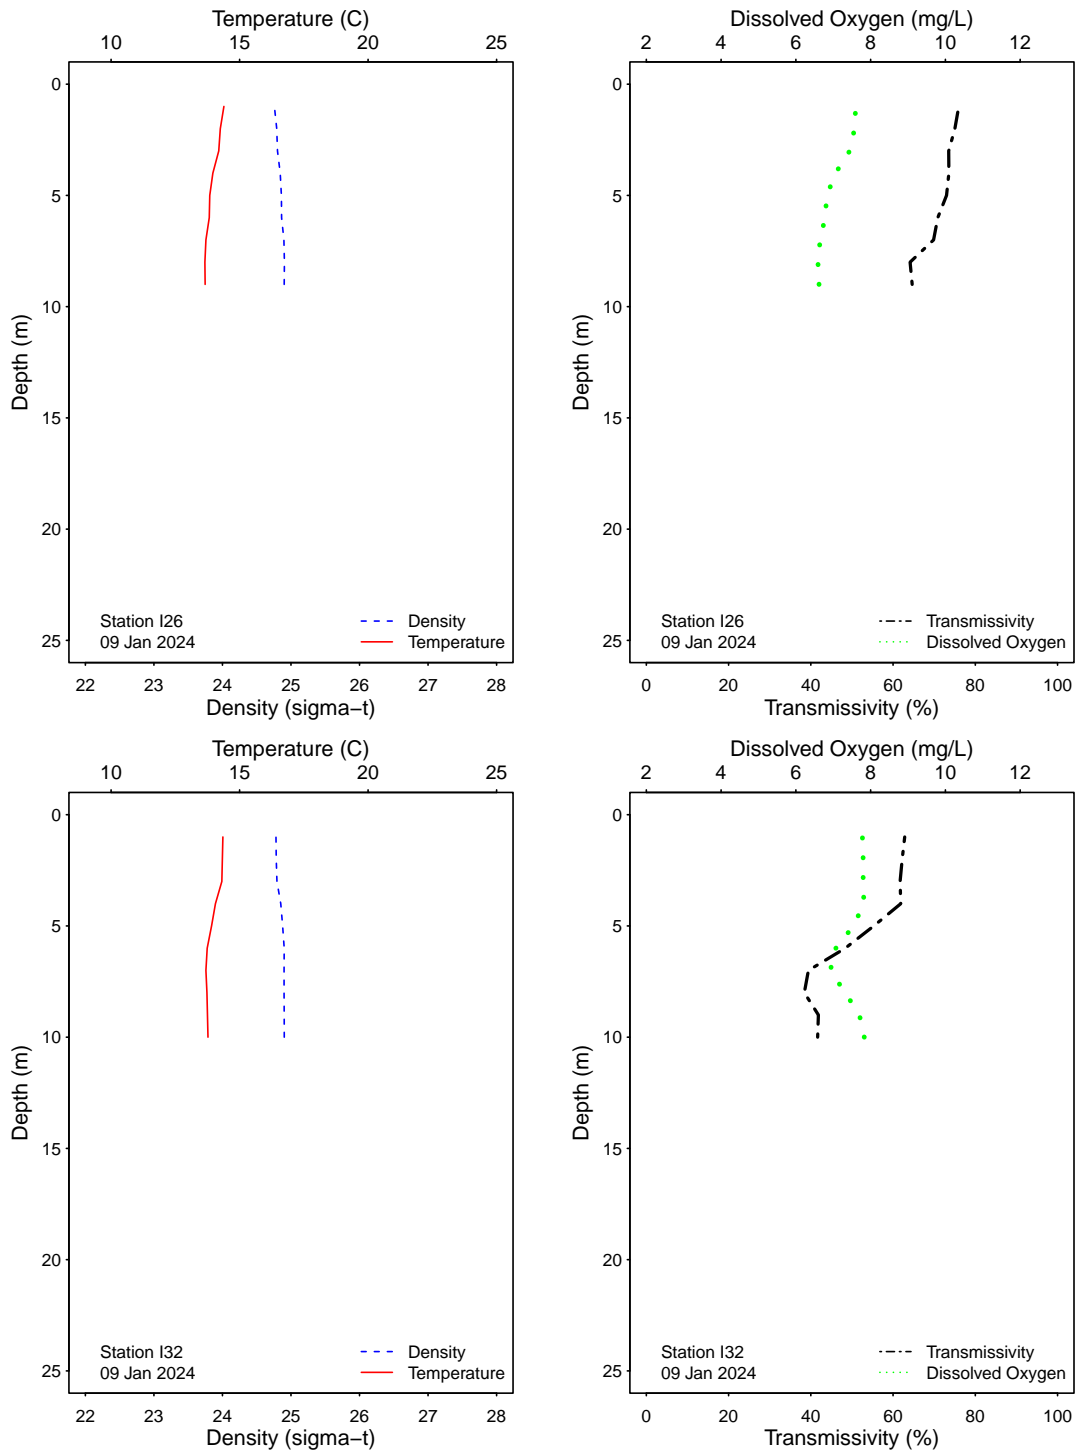 Temperature (C)
10 15 20 25
0
5
10
15
20
25
Depth (m)
Station I26
09 Jan 2024
Density
Temperature
22 23 24 25 26 27 28
Density (sigma−t)
Dissolved Oxygen (mg/L)
2 4 6 8 10 12
0
5
10
15
20
25
Depth (m)
Station I26
09 Jan 2024
Transmissivity
Dissolved Oxygen
0 20 40 60 80 100
Transmissivity (%)
Temperature (C)
10 15 20 25
0
5
10
15
20
25
Depth (m)
Station I32
09 Jan 2024
Density
Temperature
22 23 24 25 26 27 28
Density (sigma−t)
Dissolved Oxygen (mg/L)
2 4 6 8 10 12
0
5
10
15
20
25
Depth (m)
Station I32
09 Jan 2024
Transmissivity
Dissolved Oxygen
0 20 40 60 80 100
Transmissivity (%)